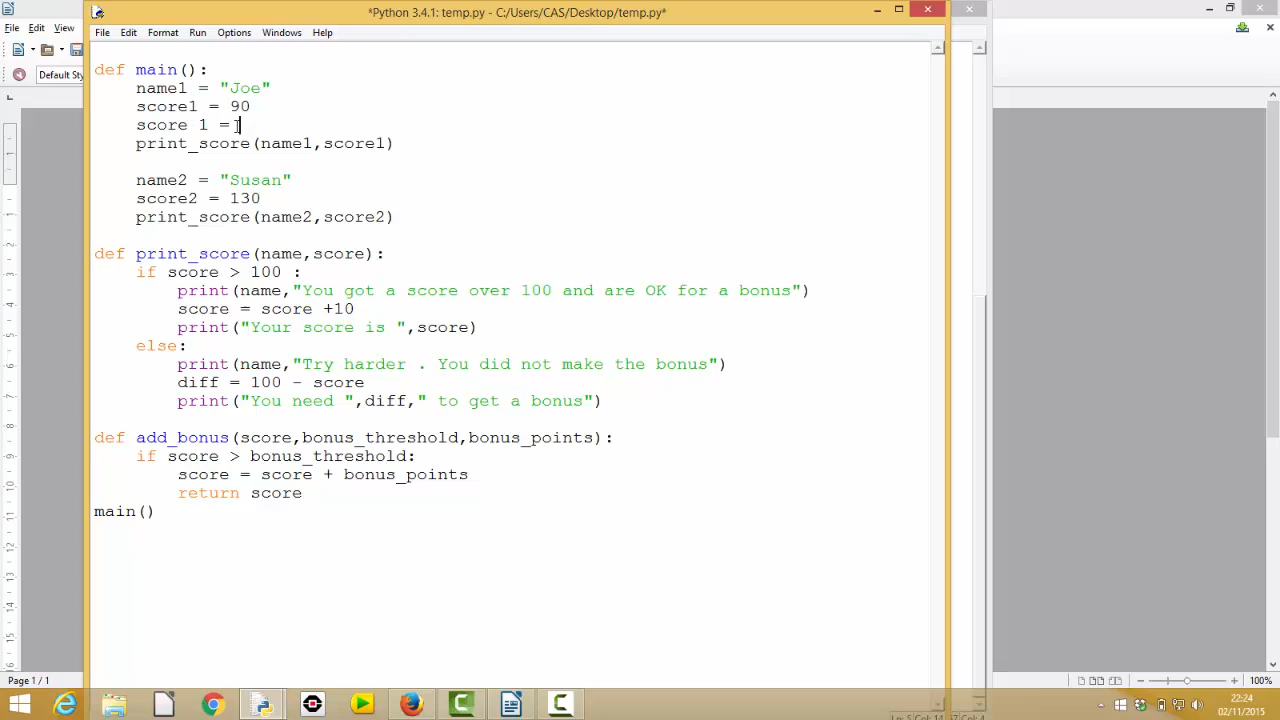 *Python 3.4.1: temp.py - C:/Users/CAS/Desktop/temp.py*
File Edit View
File Edit Format Run Options Windows Help
Default Sty
def main():
    name1 = "Joe"
    score1 = 90
    score 1 =
    print_score(name1,score1)
    name2 = "Susan"
    score2 = 130
    print_score(name2,score2)
def print_score(name,score):
    if score > 100 :
        print(name,"You got a score over 100 and are OK for a bonus")
        score = score +10
        print("Your score is ",score)
    else:
        print(name,"Try harder . You did not make the bonus")
        diff = 100 - score
        print("You need ",diff," to get a bonus")
def add_bonus(score,bonus_threshold,bonus_points):
    if score > bonus_threshold:
        score = score + bonus_points
        return score
main()
Page 1 / 1
100%
22:24
02/11/2015